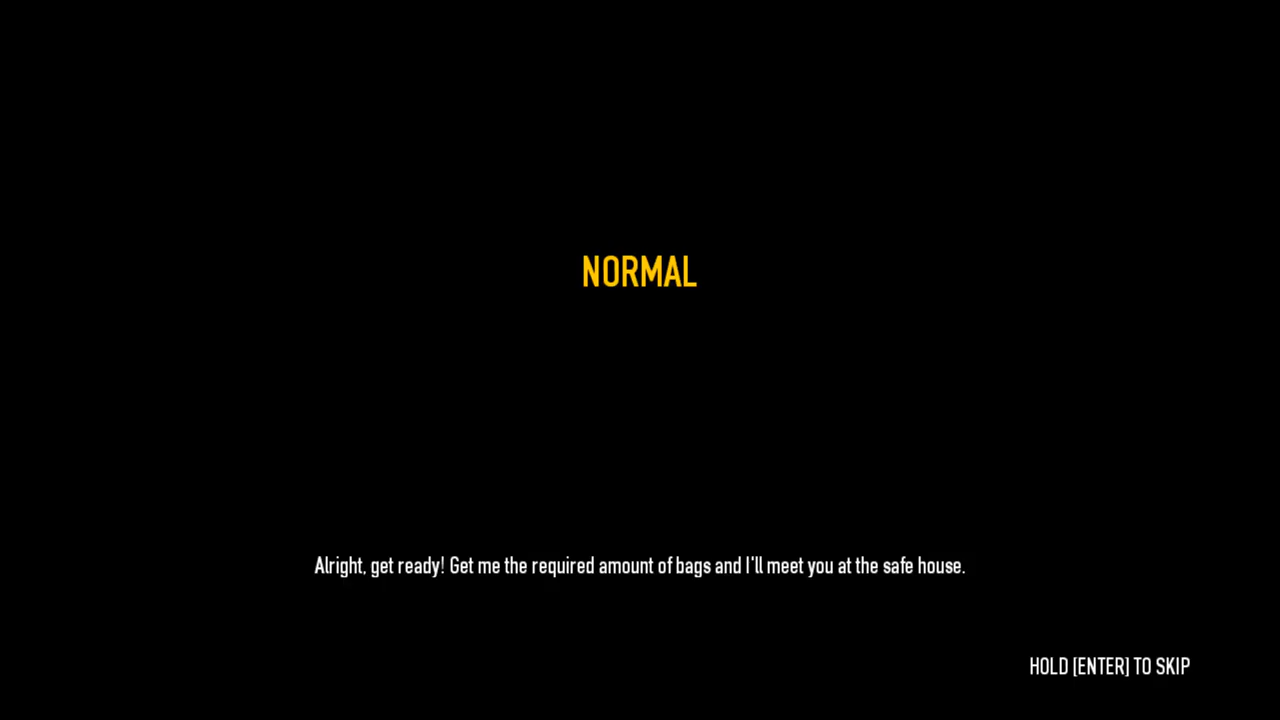 NORMAL
Alright, get ready! Get me the required amount of bags and I'll meet you at the safe house.
HOLD [ENTER] TO SKIP